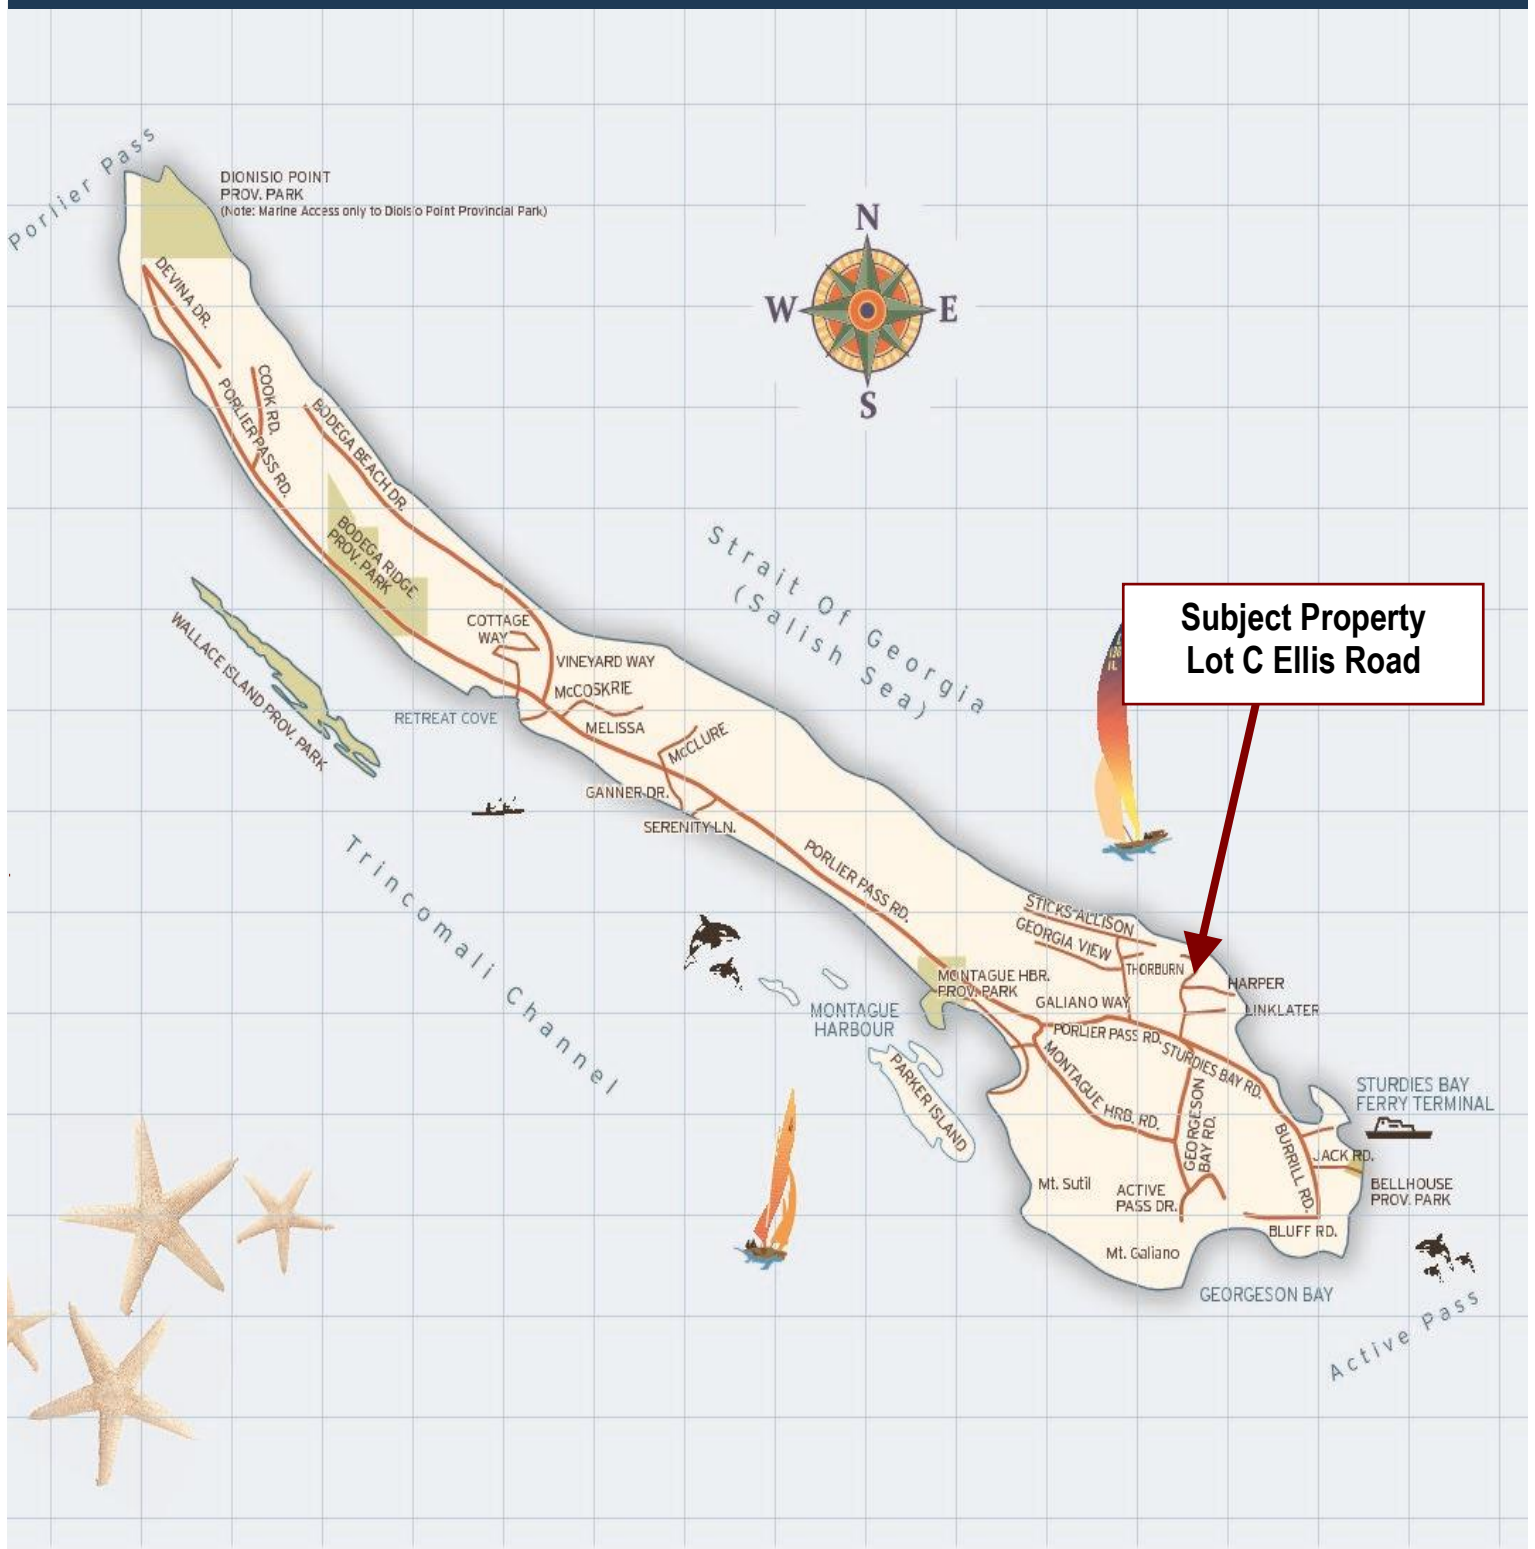 Porlier Pass
DIONISIO POINT
PROV. PARK
(Note: Marine Access only to Diolsio Point Provincial Park)
N
W
E
S
DEVINA DR.
COOK RD.
PORLIER PASS RD.
BODEGA BEACH DR.
BODEGA RIDGE
PROV. PARK
WALLACE ISLAND PROV. PARK
Strait Of Georgia
(Salish Sea)
Subject Property
Lot C Ellis Road
COTTAGE
WAY
VINEYARD WAY
McCOSKRIE
RETREAT COVE
MELISSA
McCLURE
GANNER DR.
SERENITY LN.
PORLIER PASS RD.
Trincomali Channel
STICKS ALLISON
GEORGIA VIEW
THORBURN
MONTAGUE HBR.
PROV. PARK
HARPER
GALIANO WAY
LINKLATER
MONTAGUE
HARBOUR
PORLIER PASS RD.
STURDIES BAY RD.
PARKER ISLAND
MONTAGUE HRB. RD.
GEORGESON
BAY RD.
STURDIES BAY
FERRY TERMINAL
BURRILL RD.
JACK RD.
BELLHOUSE
PROV. PARK
Mt. Sutil
ACTIVE
PASS DR.
BLUFF RD.
Mt. Galiano
GEORGESON BAY
Active Pass